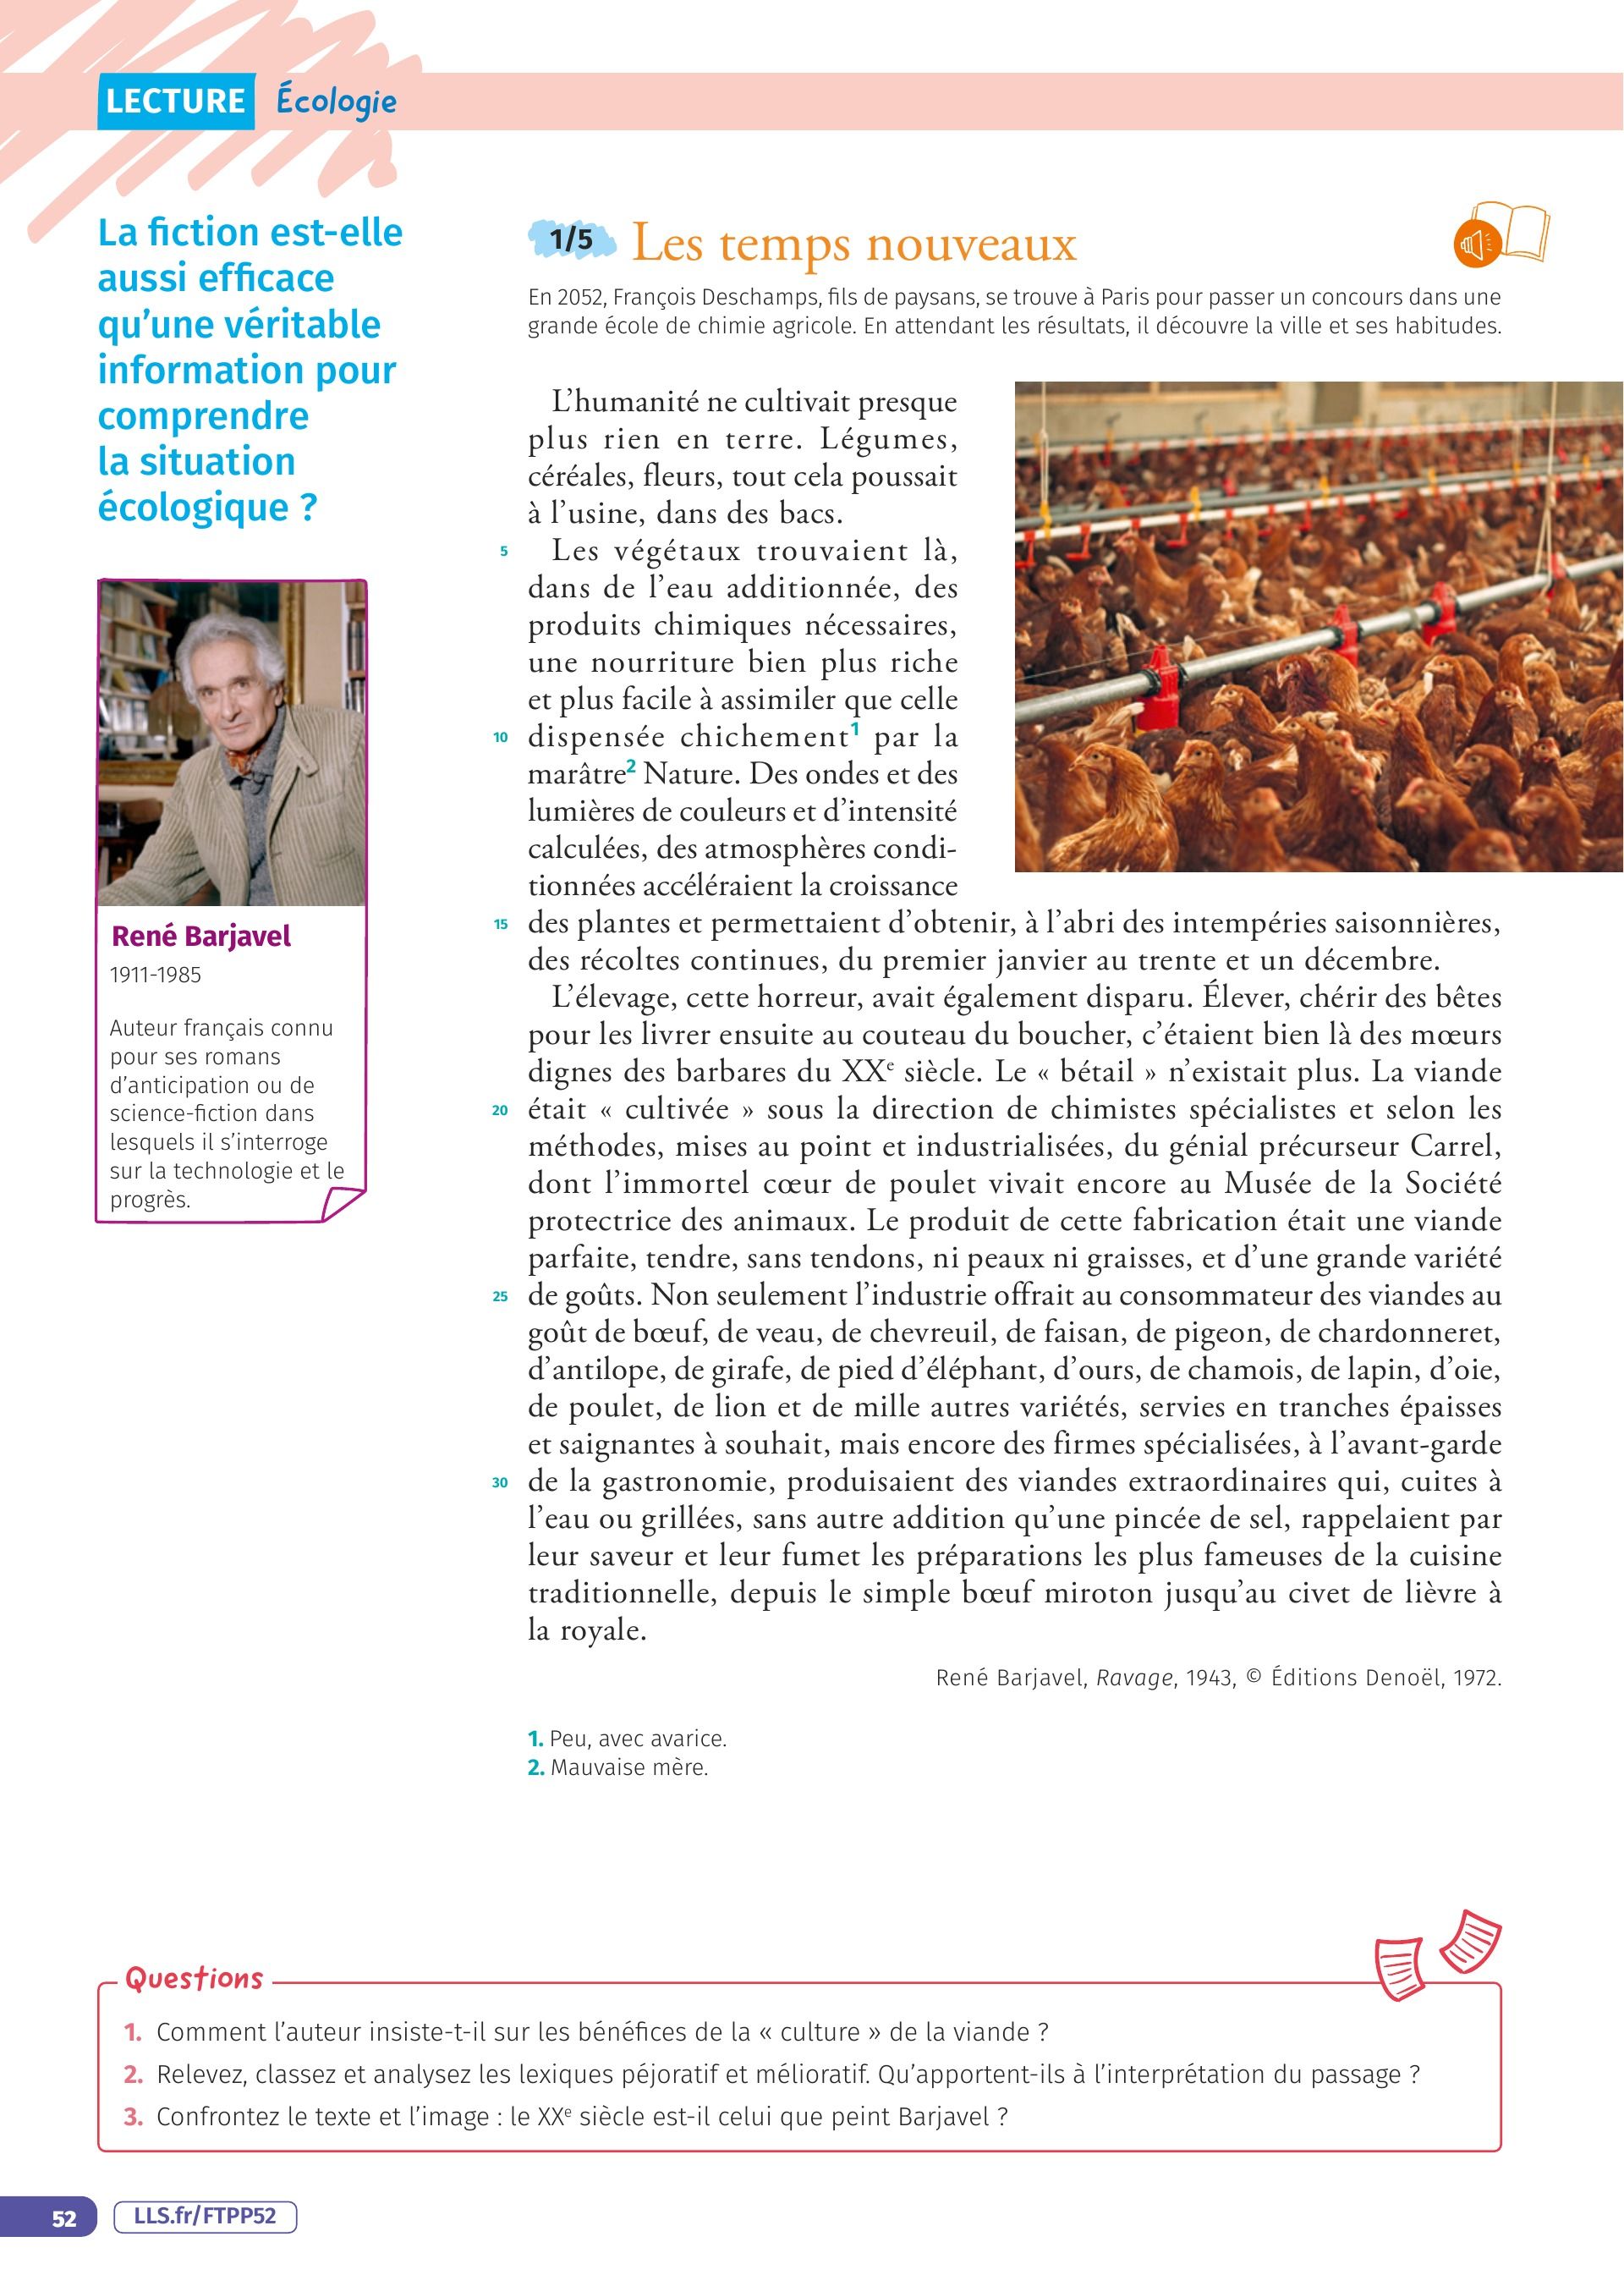 LECTURE Écologie
La fiction est-elle
aussi efficace
qu’une véritable
information pour
comprendre
la situation
écologique ?
René Barjavel
1911-1985
Auteur français connu
pour ses romans
d’anticipation ou de
science-fiction dans
lesquels il s’interroge
sur la technologie et le
progrès.
1/5 Les temps nouveaux
En 2052, François Deschamps, fils de paysans, se trouve à Paris pour passer un concours dans une
grande école de chimie agricole. En attendant les résultats, il découvre la ville et ses habitudes.
L’humanité ne cultivait presque
plus rien en terre. Légumes,
céréales, fleurs, tout cela poussait
à l’usine, dans des bacs.
5 Les végétaux trouvaient là,
dans de l’eau additionnée, des
produits chimiques nécessaires,
une nourriture bien plus riche
et plus facile à assimiler que celle
10 dispensée chichement1 par la
marâtre2 Nature. Des ondes et des
lumières de couleurs et d’intensité
calculées, des atmosphères condi-
tionnées accéléraient la croissance
15 des plantes et permettaient d’obtenir, à l’abri des intempéries saisonnières,
des récoltes continues, du premier janvier au trente et un décembre.
L’élevage, cette horreur, avait également disparu. Élever, chérir des bêtes
pour les livrer ensuite au couteau du boucher, c’étaient bien là des mœurs
dignes des barbares du XXe siècle. Le « bétail » n’existait plus. La viande
20 était « cultivée » sous la direction de chimistes spécialistes et selon les
méthodes, mises au point et industrialisées, du génial précurseur Carrel,
dont l’immortel cœur de poulet vivait encore au Musée de la Société
protectrice des animaux. Le produit de cette fabrication était une viande
parfaite, tendre, sans tendons, ni peaux ni graisses, et d’une grande variété
25 de goûts. Non seulement l’industrie offrait au consommateur des viandes au
goût de bœuf, de veau, de chevreuil, de faisan, de pigeon, de chardonneret,
d’antilope, de girafe, de pied d’éléphant, d’ours, de chamois, de lapin, d’oie,
de poulet, de lion et de mille autres variétés, servies en tranches épaisses
et saignantes à souhait, mais encore des firmes spécialisées, à l’avant-garde
30 de la gastronomie, produisaient des viandes extraordinaires qui, cuites à
l’eau ou grillées, sans autre addition qu’une pincée de sel, rappelaient par
leur saveur et leur fumet les préparations les plus fameuses de la cuisine
traditionnelle, depuis le simple bœuf miroton jusqu’au civet de lièvre à
la royale.
René Barjavel, Ravage, 1943, © Éditions Denoël, 1972.
1. Peu, avec avarice.
2. Mauvaise mère.
Questions
1. Comment l’auteur insiste-t-il sur les bénéfices de la « culture » de la viande ?
2. Relevez, classez et analysez les lexiques péjoratif et mélioratif. Qu’apportent-ils à l’interprétation du passage ?
3. Confrontez le texte et l’image : le XXe siècle est-il celui que peint Barjavel ?
52 LLS.fr/FTPP52